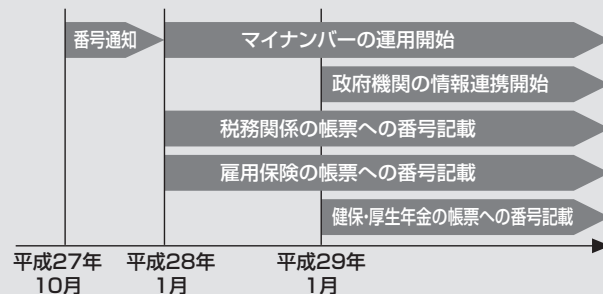 番号通知
マイナンバーの運用開始
政府機関の情報連携開始
税務関係の帳票への番号記載
雇用保険の帳票への番号記載
健保・厚生年金の帳票への番号記載
平成27年
10月
平成28年
1月
平成29年
1月